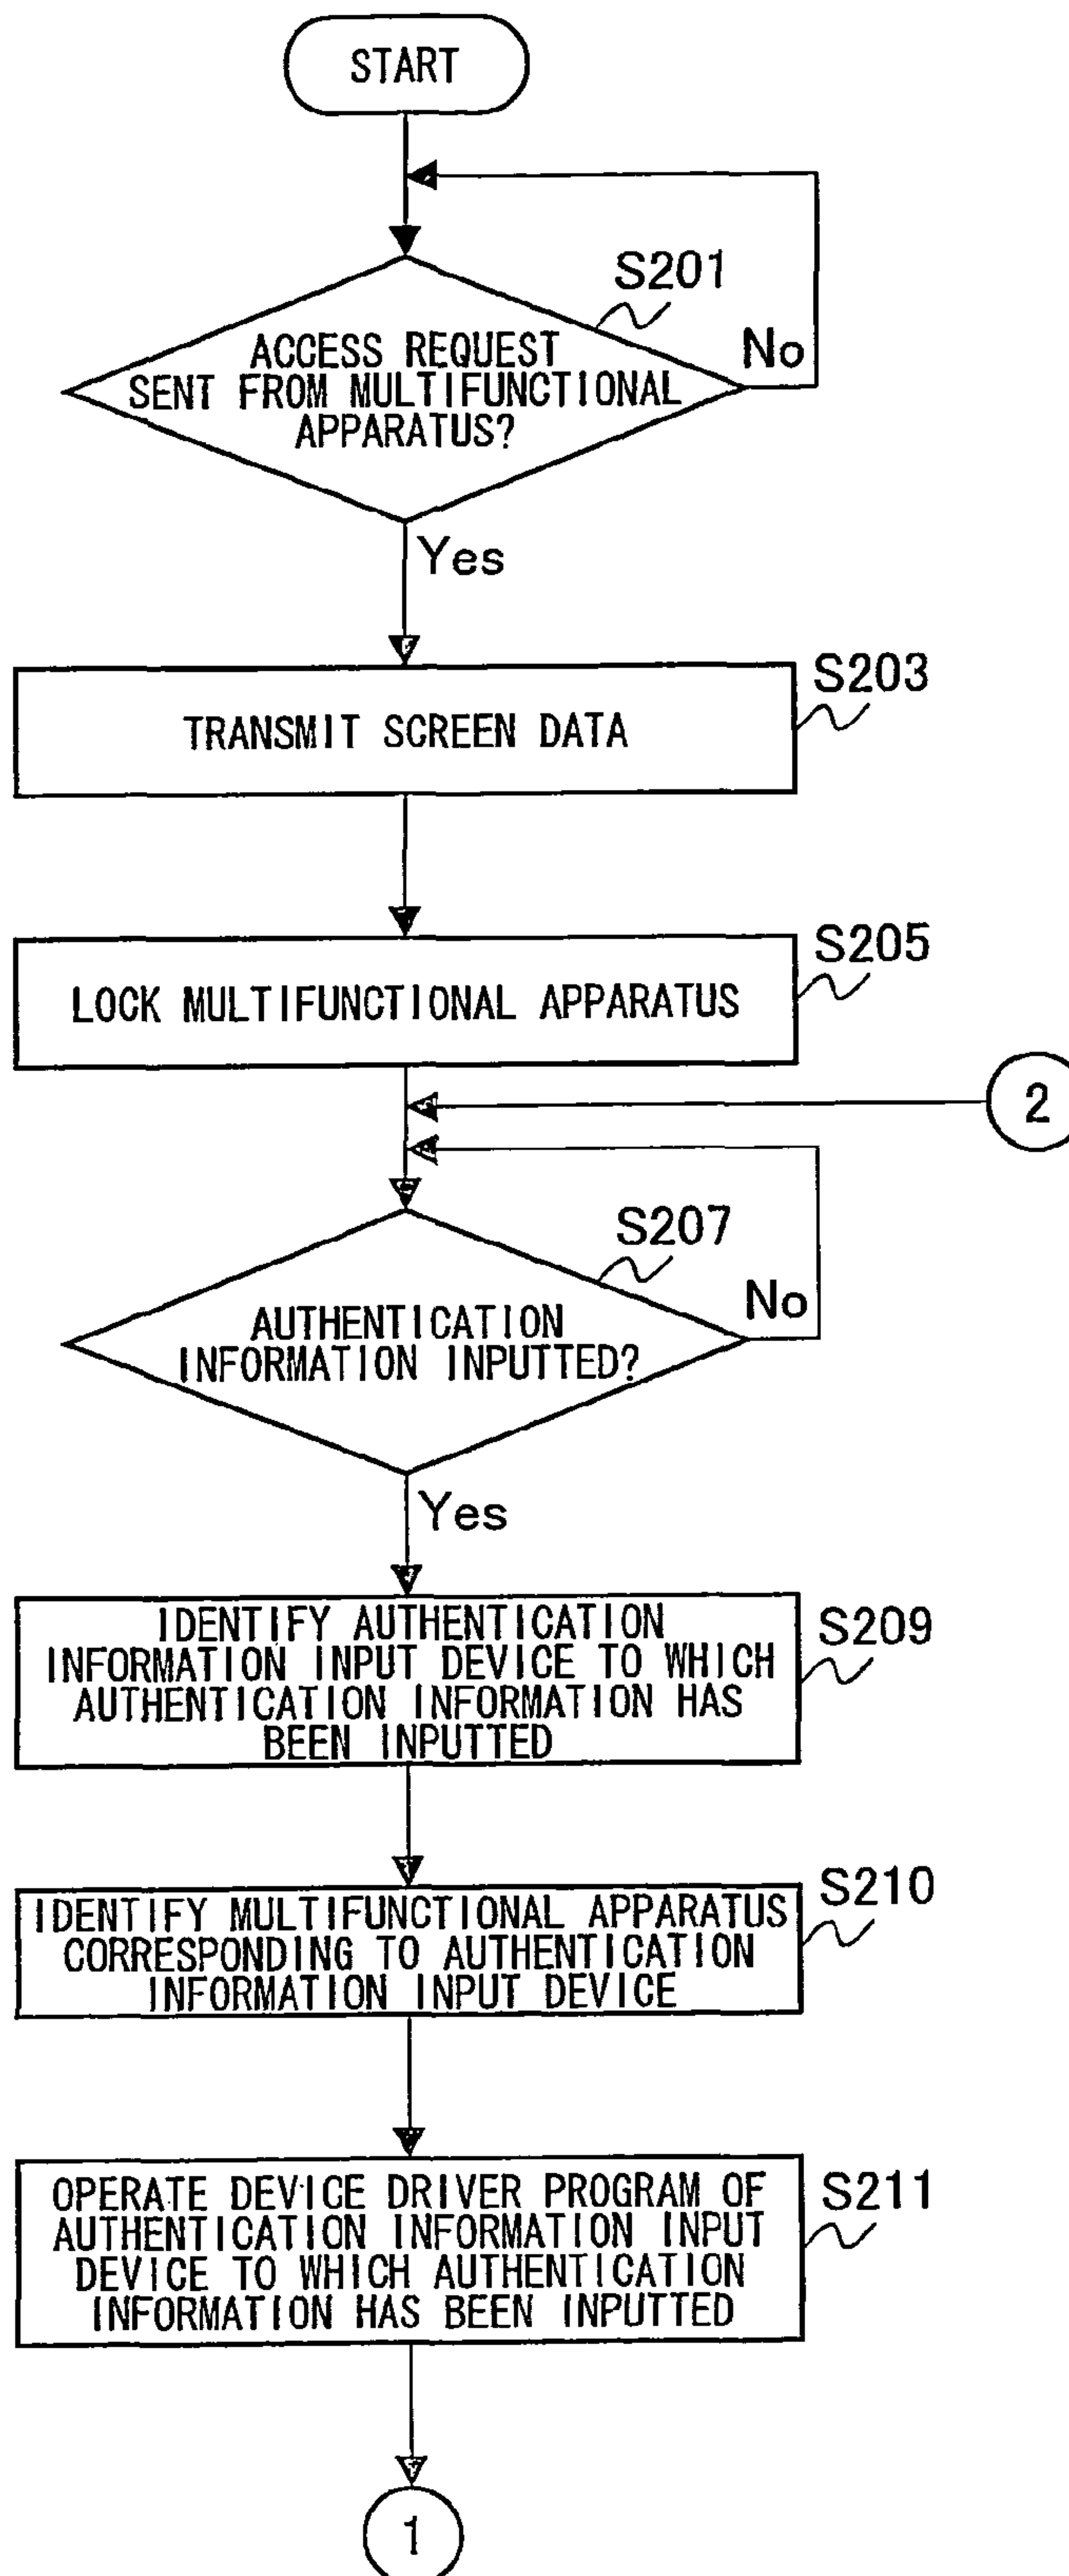 START
S201
ACCESS REQUEST
SENT FROM MULTIFUNCTIONAL
APPARATUS?
No
Yes
S203
TRANSMIT SCREEN DATA
S205
LOCK MULTIFUNCTIONAL APPARATUS
2
S207
AUTHENTICATION
INFORMATION INPUTTED?
No
Yes
S209
IDENTIFY AUTHENTICATION
INFORMATION INPUT DEVICE TO WHICH
AUTHENTICATION INFORMATION HAS
BEEN INPUTTED
S210
IDENTIFY MULTIFUNCTIONAL APPARATUS
CORRESPONDING TO AUTHENTICATION
INFORMATION INPUT DEVICE
S211
OPERATE DEVICE DRIVER PROGRAM OF
AUTHENTICATION INFORMATION INPUT
DEVICE TO WHICH AUTHENTICATION
INFORMATION HAS BEEN INPUTTED
1